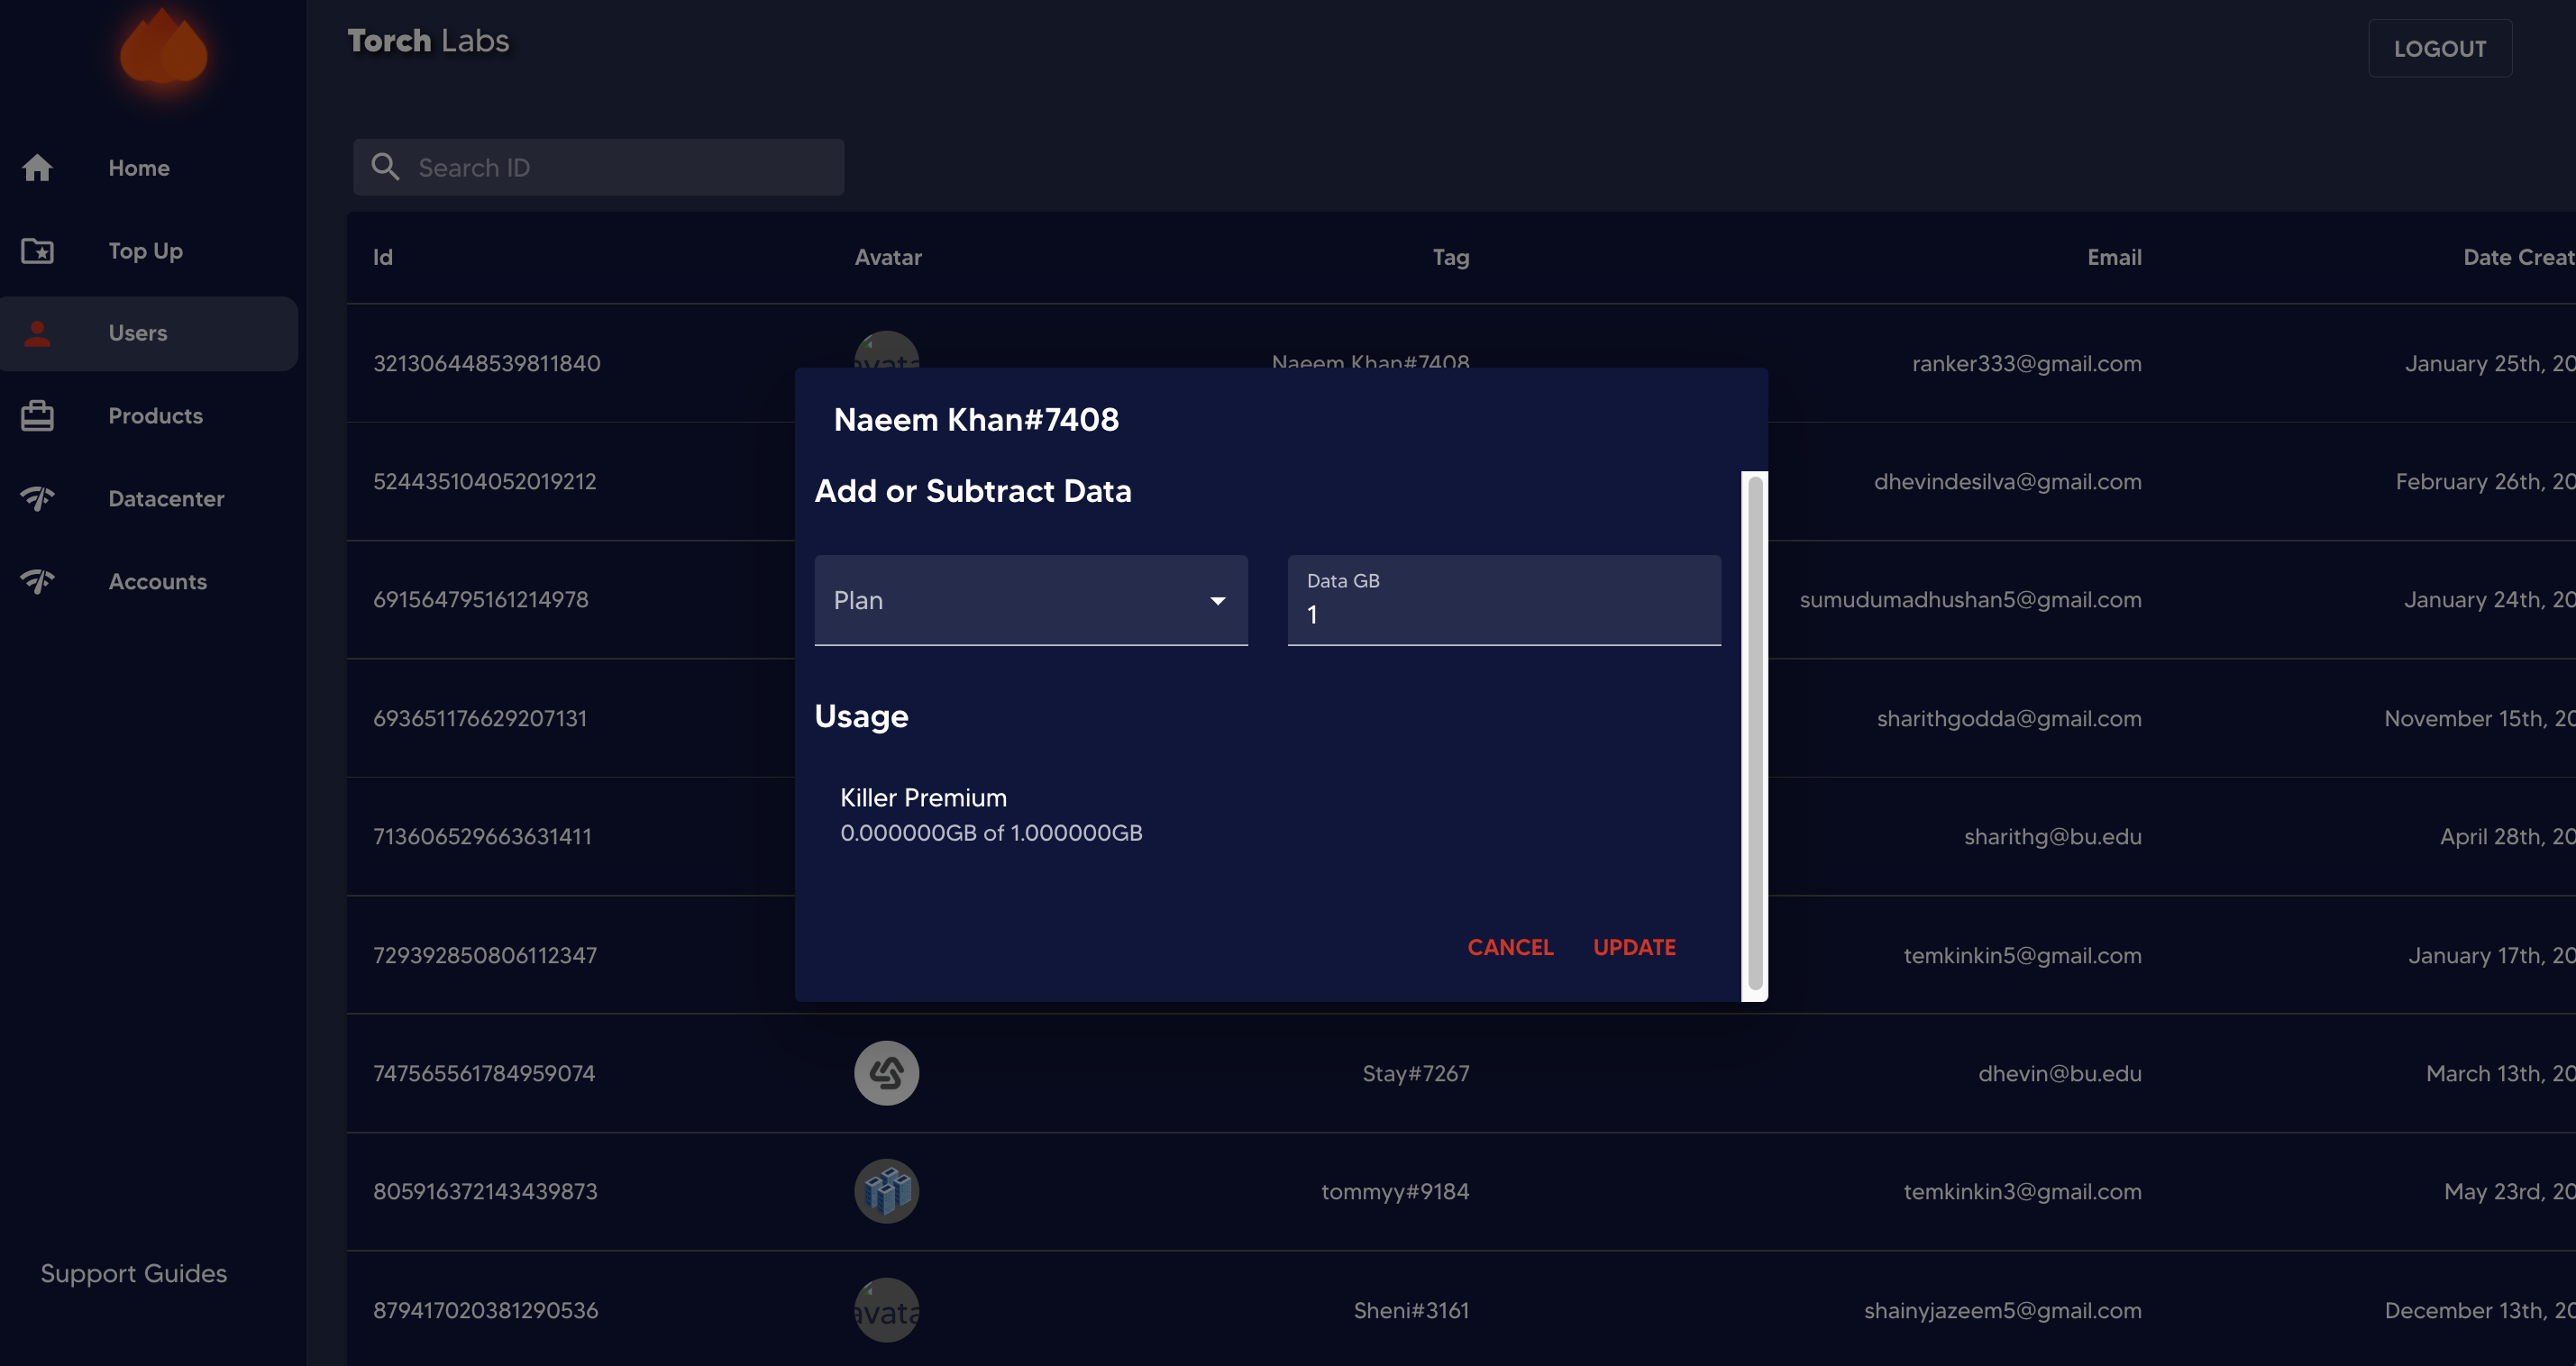 Torch Labs
LOGOUT
Home
Top Up
Users
Products
Datacenter
Accounts
Support Guides
Search ID
Id Avatar Tag Email Date Creat
321306448539811840 avata Naeem Khan#7408 ranker333@gmail.com January 25th, 20
524435104052019212 dhevindesilva@gmail.com February 26th, 20
691564795161214978 sumudumadhushan5@gmail.com January 24th, 20
693651176629207131 sharithgodda@gmail.com November 15th, 20
713606529663631411 sharithg@bu.edu April 28th, 20
729392850806112347 temkinkin5@gmail.com January 17th, 20
747565561784959074 Stay#7267 dhevin@bu.edu March 13th, 20
805916372143439873 tommyy#9184 temkinkin3@gmail.com May 23rd, 20
879417020381290536 avata Sheni#3161 shainyjazeem5@gmail.com December 13th, 20
Naeem Khan#7408
Add or Subtract Data
Plan
Data GB
1
Usage
Killer Premium
0.000000GB of 1.000000GB
CANCEL UPDATE